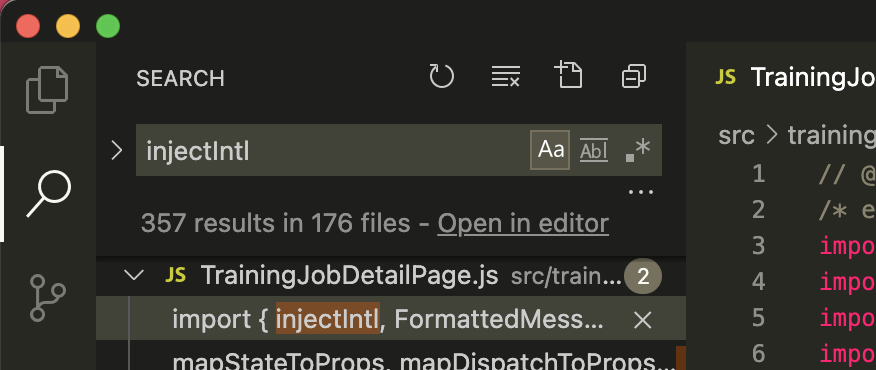 SEARCH
injectIntl Aa Abl .*
...
357 results in 176 files - Open in editor
JS TrainingJobDetailPage.js src/train... 2
import { injectIntl, FormattedMess...
mapStateToProps, mapDispatchToProps...
JS TrainingJo
src > training
1 // @
2 /* e
3 impo
4 impo
5 impo
6 impo